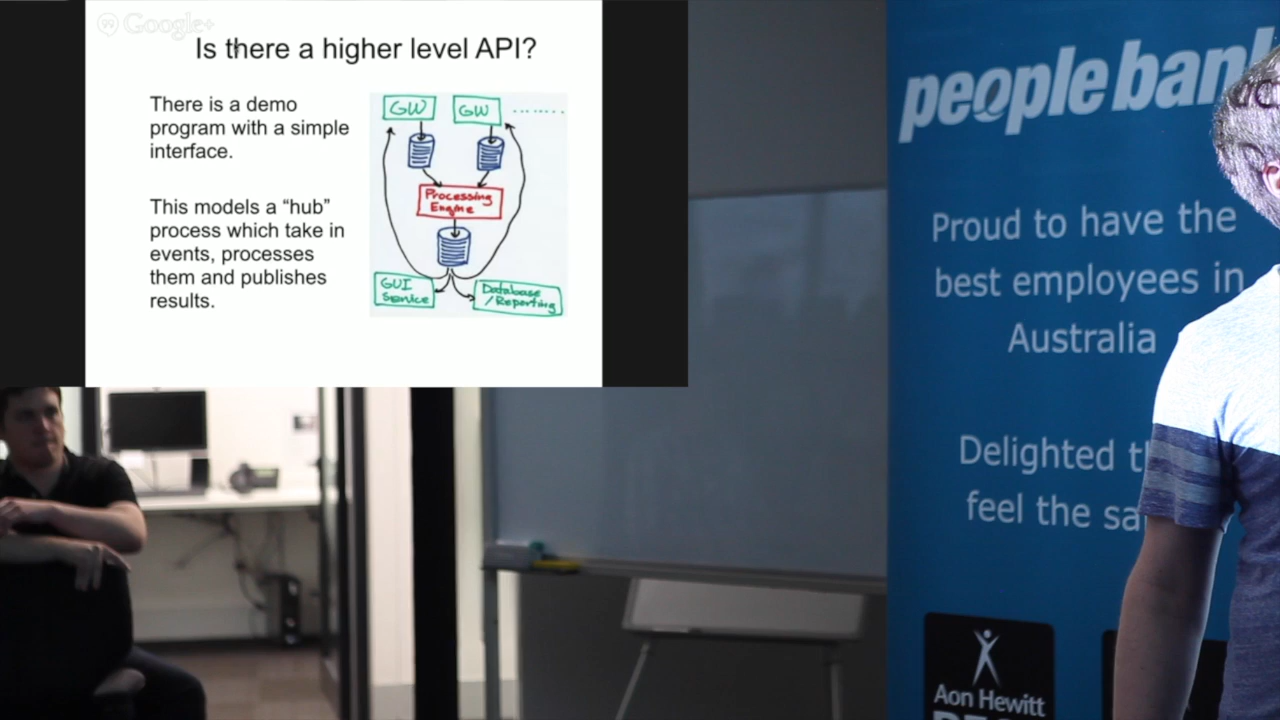 Google+
Is there a higher level API?
There is a demo
program with a simple
interface.
This models a “hub”
process which take in
events, processes
them and publishes
results.
GW
GW
Processing
Engine
GUI
Service
Database
/Reporting
peoplebank
Proud to have the
best employees in
Australia
Delighted
feel the
Aon Hewitt